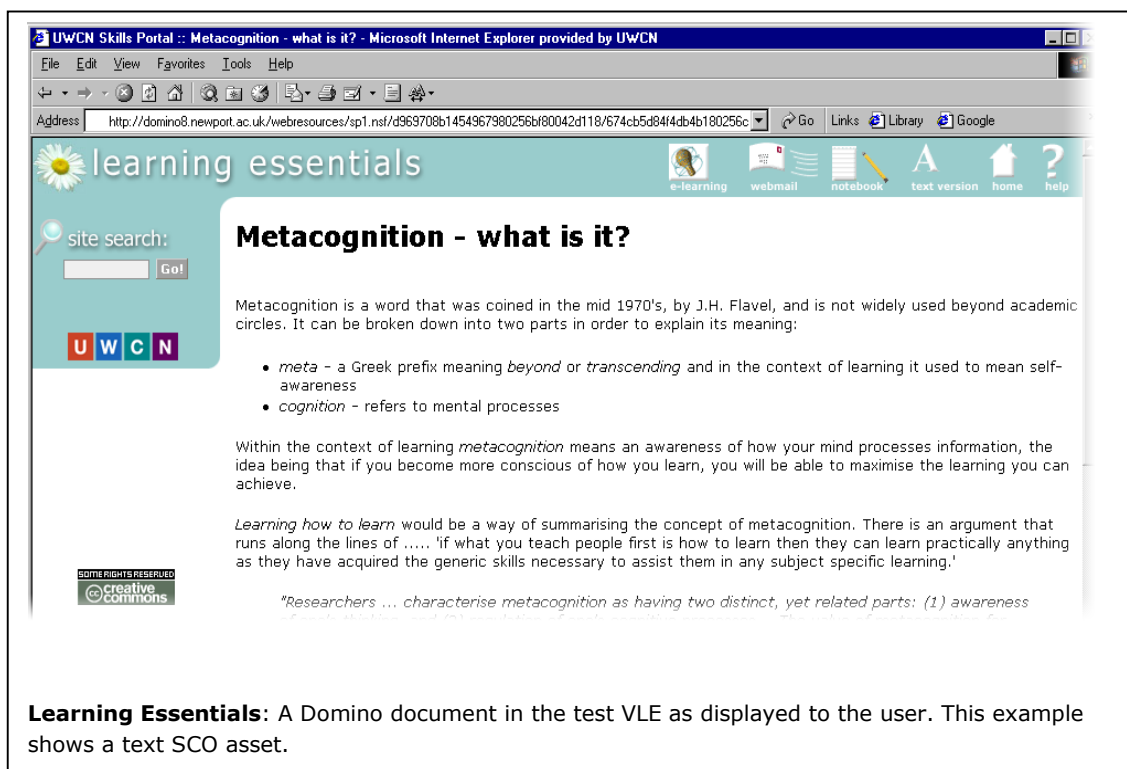 UWCN Skills Portal :: Metacognition - what is it? - Microsoft Internet Explorer provided by UWCN
File Edit View Favorites Tools Help
Address http://domino8.newport.ac.uk/webresources/sp1.nsf/d969708b1454967980256bf80042d118/674cb5d84f4db4b180256c Go Links Library Google
learning essentials
e-learning webmail notebook text version home help
site search:
Go!
UWCN
Metacognition - what is it?
Metacognition is a word that was coined in the mid 1970's, by J.H. Flavel, and is not widely used beyond academic
circles. It can be broken down into two parts in order to explain its meaning:
• meta - a Greek prefix meaning beyond or transcending and in the context of learning it used to mean self-
awareness
• cognition - refers to mental processes
Within the context of learning metacognition means an awareness of how your mind processes information, the
idea being that if you become more conscious of how you learn, you will be able to maximise the learning you can
achieve.
Learning how to learn would be a way of summarising the concept of metacognition. There is an argument that
runs along the lines of ..... 'if what you teach people first is how to learn then they can learn practically anything
as they have acquired the generic skills necessary to assist them in any subject specific learning.'
SOME RIGHTS RESERVED
cc creative
commons
"Researchers ... characterise metacognition as having two distinct, yet related parts: (1) awareness
Learning Essentials: A Domino document in the test VLE as displayed to the user. This example
shows a text SCO asset.